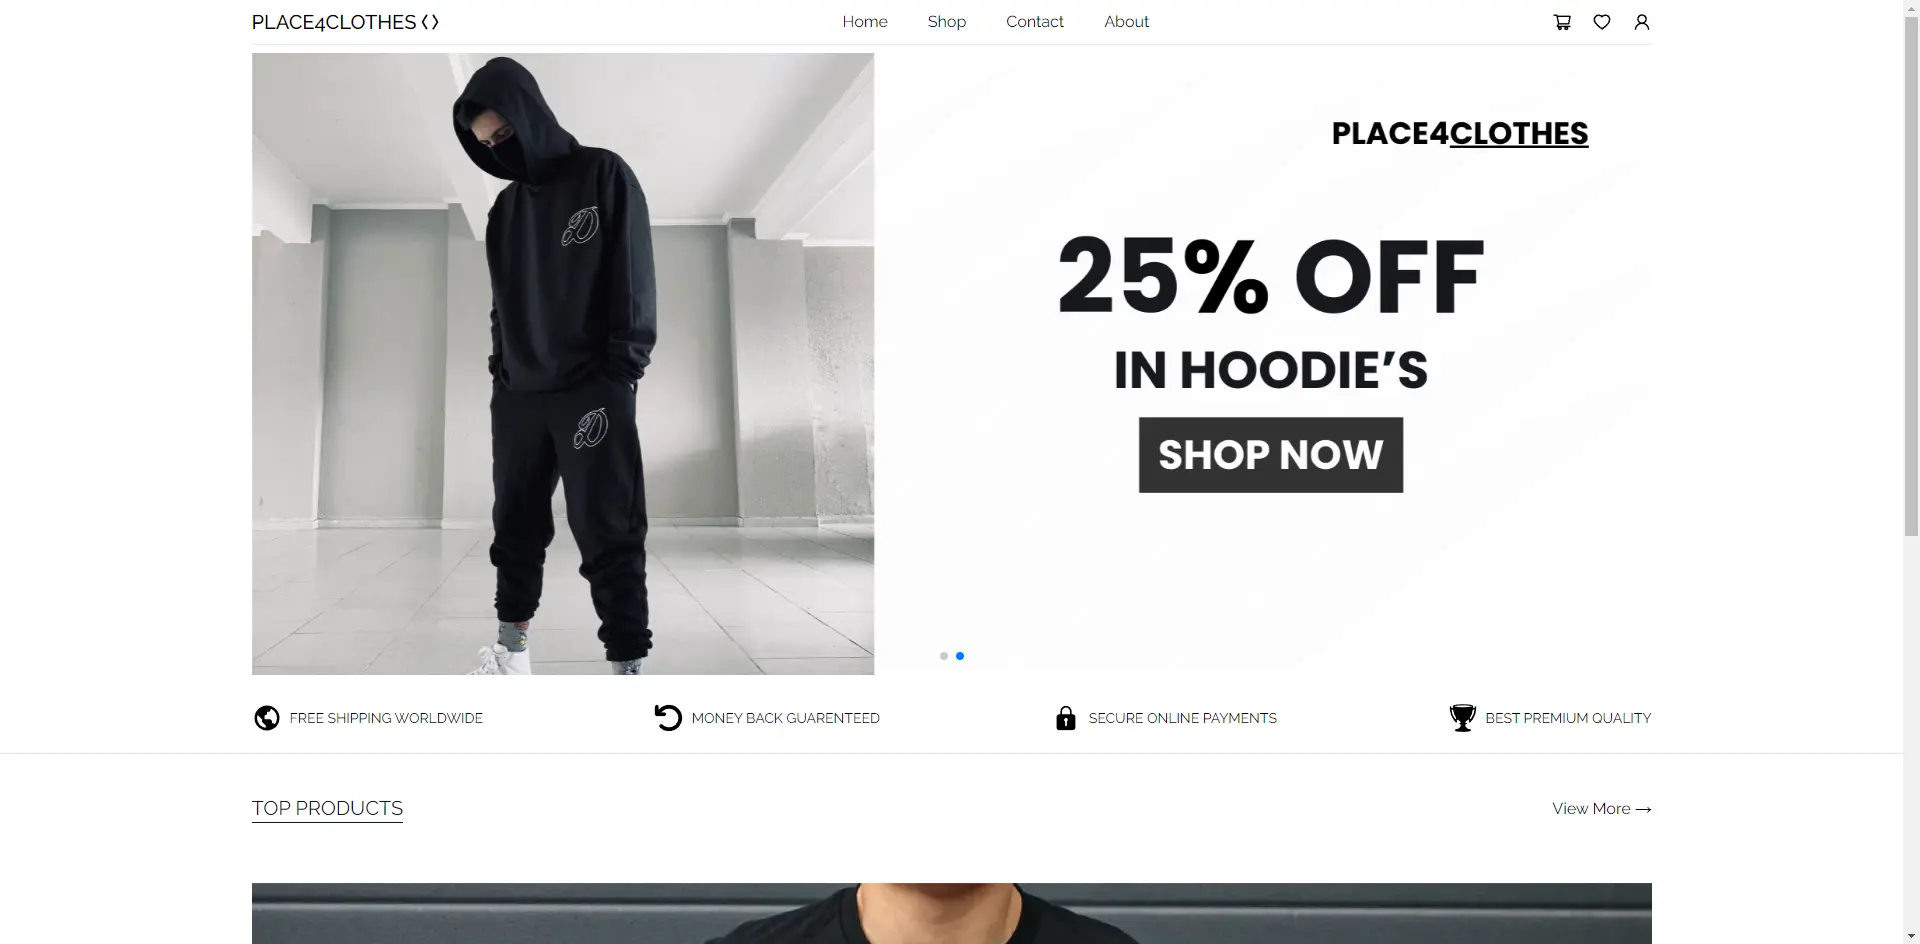 PLACE4CLOTHES
Home Shop Contact About
PLACE4CLOTHES
25% OFF
IN HOODIE’S
SHOP NOW
FREE SHIPPING WORLDWIDE
MONEY BACK GUARENTEED
SECURE ONLINE PAYMENTS
BEST PREMIUM QUALITY
TOP PRODUCTS
View More →